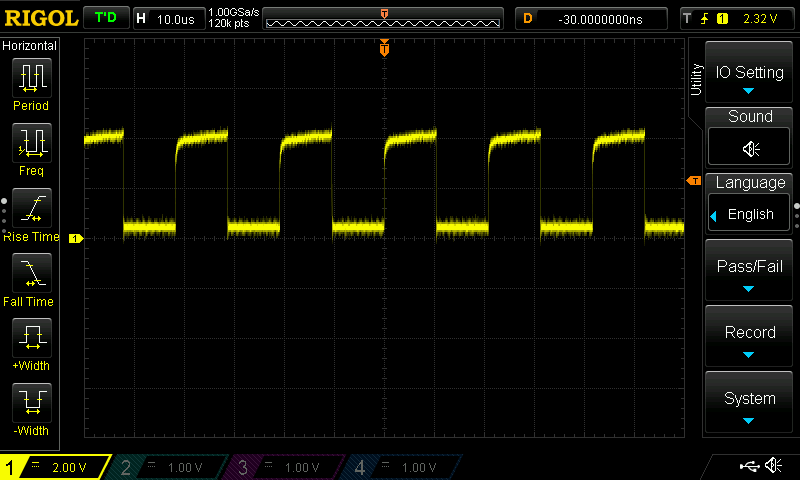 RIGOL T'D H 10.0us 1.00GSa/s 120k pts T D -30.0000000ns T 1 2.32 V
Horizontal
Period
Freq
Rise Time
Fall Time
+Width
-Width
T
T
1
Utility
IO Setting
Sound
Language
English
Pass/Fail
Record
System
1 2.00 V 2 1.00 V 3 1.00 V 4 1.00 V